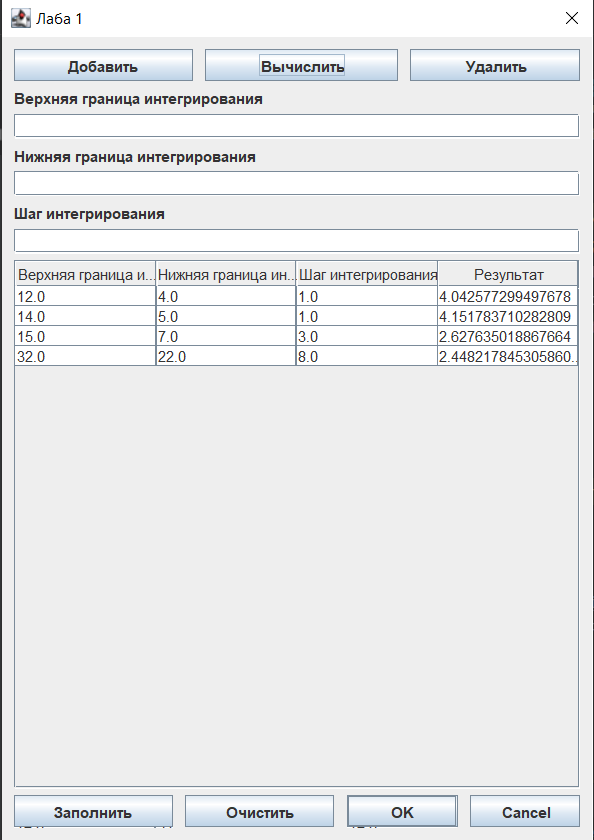 Лаба 1
Добавить Вычислить Удалить
Верхняя граница интегрирования
Нижняя граница интегрирования
Шаг интегрирования
Верхняя граница и... Нижняя граница ин... Шаг интегрирования Результат
12.0 4.0 1.0 4.042577299497678
14.0 5.0 1.0 4.151783710282809
15.0 7.0 3.0 2.627635018867664
32.0 22.0 8.0 2.448217845305860...
Заполнить Очистить OK Cancel